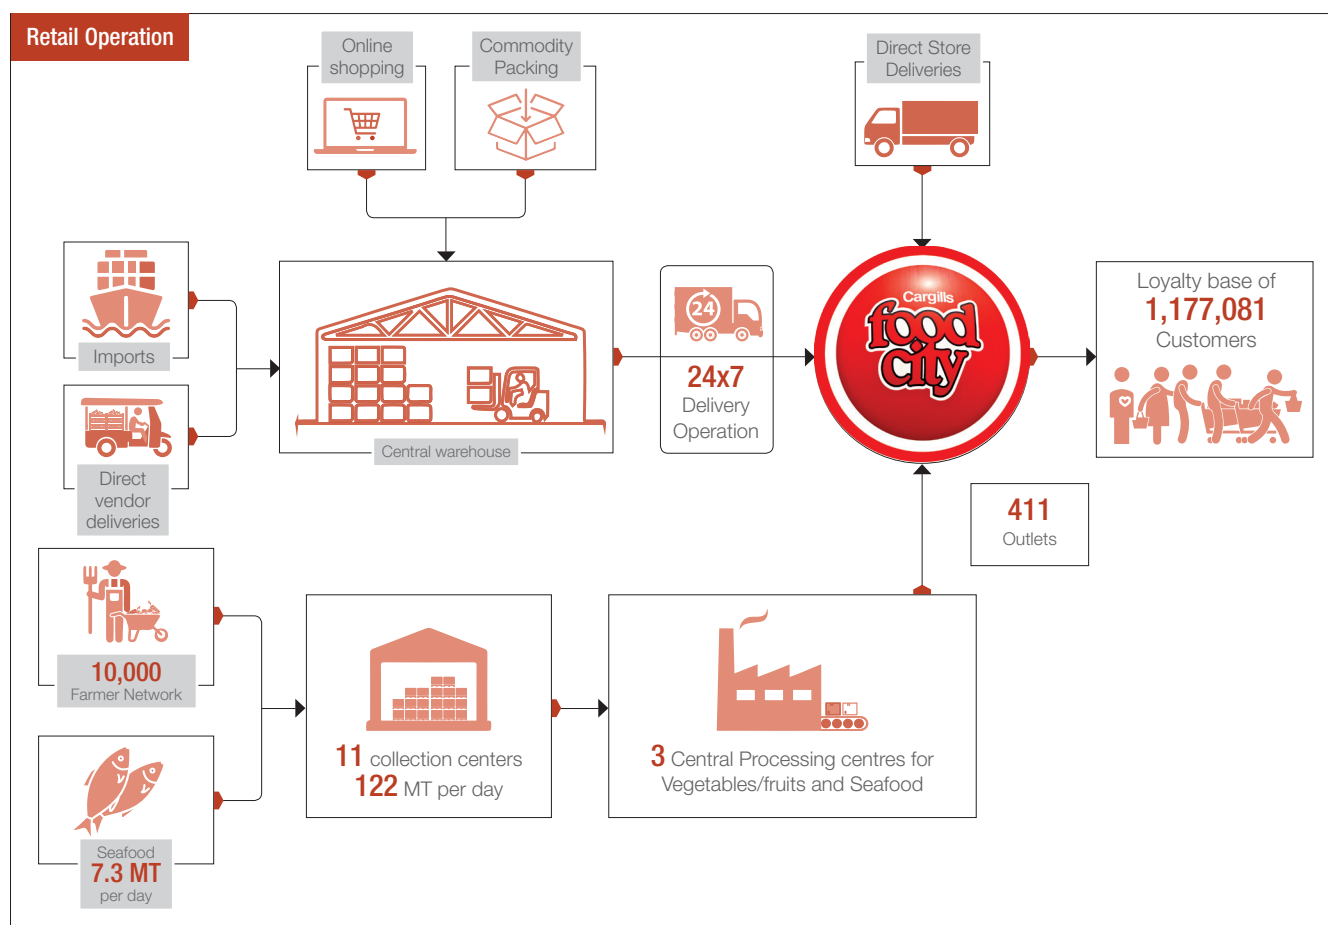 Retail Operation
Online
shopping
Commodity
Packing
Direct Store
Deliveries
Imports
Direct
vendor
deliveries
Central warehouse
24
24x7
Delivery
Operation
Cargills
food
city
Loyalty base of
1,177,081
Customers
411
Outlets
10,000
Farmer Network
Seafood
7.3 MT
per day
11 collection centers
122 MT per day
3 Central Processing centres for
Vegetables/fruits and Seafood